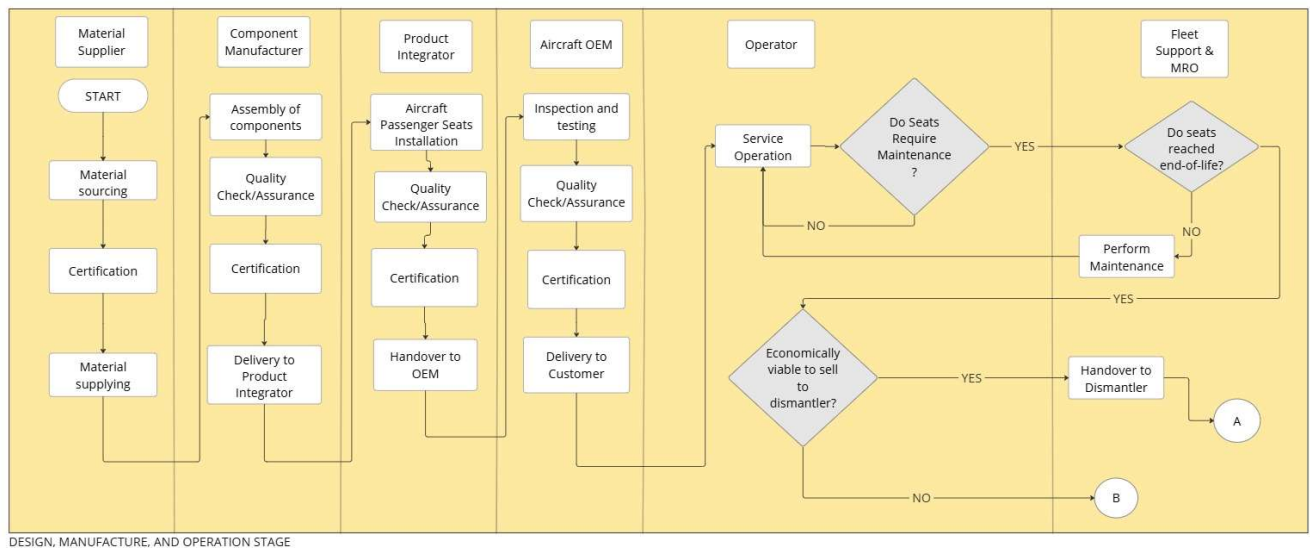 Material
Supplier
Component
Manufacturer
Product
Integrator
Aircraft OEM
Operator
Fleet
Support &
MRO
START
Material
sourcing
Certification
Material
supplying
Assembly of
components
Quality
Check/Assurance
Certification
Delivery to
Product
Integrator
Aircraft
Passenger Seats
Installation
Quality
Check/Assurance
Certification
Handover to
OEM
Inspection and
testing
Quality
Check/Assurance
Certification
Delivery to
Customer
Service
Operation
Do Seats
Require
Maintenance
?
YES
NO
Do seats
reached
end-of-life?
NO
Perform
Maintenance
YES
Economically
viable to sell
to
dismantler?
YES
Handover to
Dismantler
A
NO
B
DESIGN, MANUFACTURE, AND OPERATION STAGE